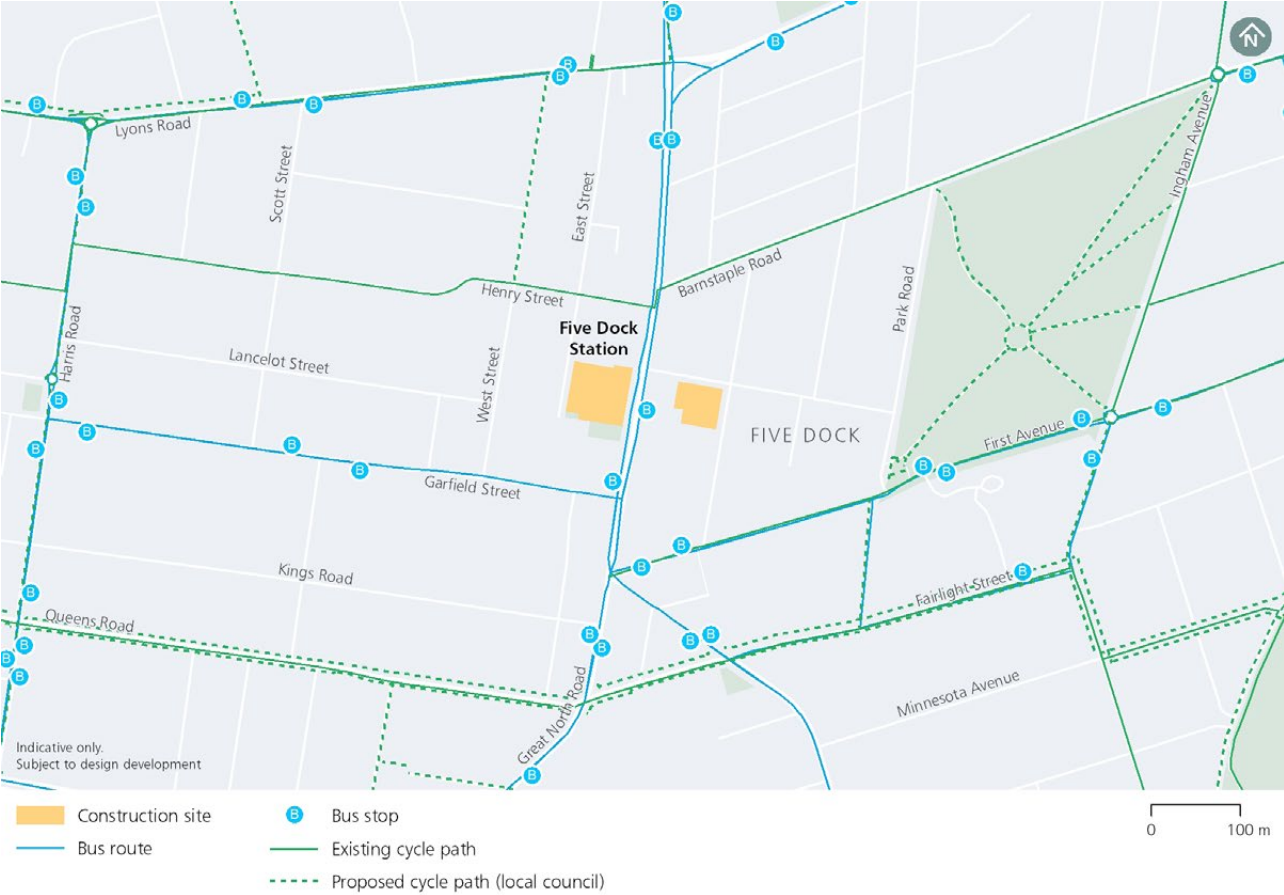 N
B
B
B
B
B
B
B
B
Lyons Road
Ingham Avenue
B
B
Scott Street
B
B
East Street
Barnstaple Road
Henry Street
Park Road
Harris Road
Five Dock
Station
Lancelot Street
West Street
B
B
B
B
FIVE DOCK
First Avenue
B
B
B
B
B
B
B
B
B
Garfield Street
B
B
B
Kings Road
Fairlight Street
B
B
Queens Road
B
B
B
B
B
B
B
Minnesota Avenue
Great North Road
B
Indicative only.
Subject to design development
Construction site
B Bus stop
0 100 m
Bus route
Existing cycle path
Proposed cycle path (local council)